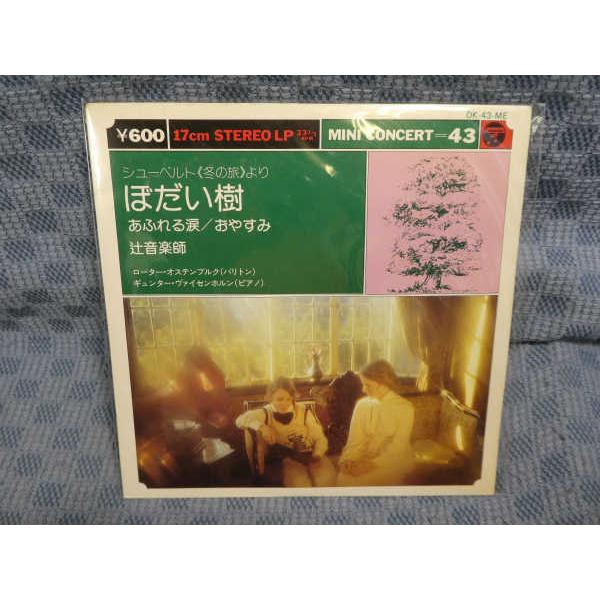 OK-43-ME
¥600
17cm STEREO LP 33⅓
MINI CONCERT=43
シューベルト《冬の旅》より
ぼだい樹
あふれる涙／おやすみ
辻音楽師
ローター・オステンブルク（バリトン）
ギュンター・ヴァイセンホルン（ピアノ）